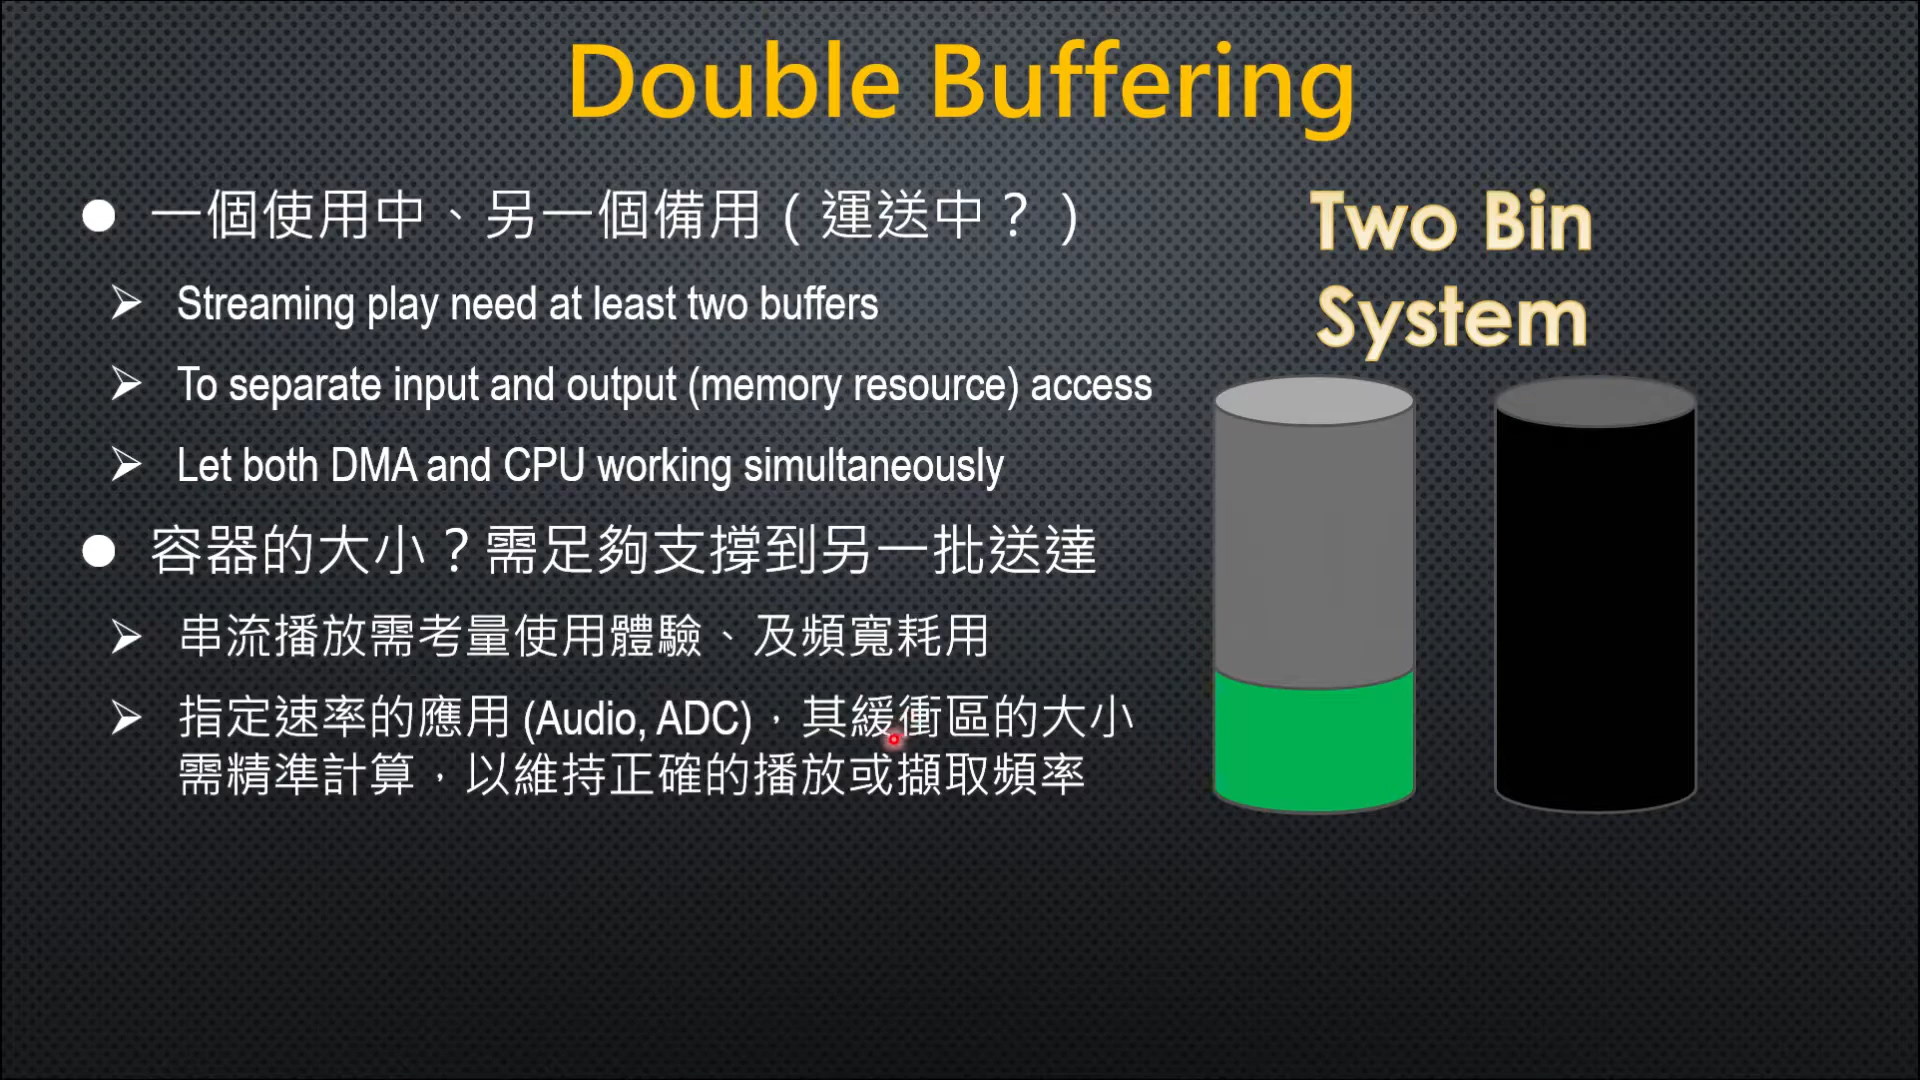 Double Buffering
一個使用中、另一個備用（運送中？）
Streaming play need at least two buffers
To separate input and output (memory resource) access
Let both DMA and CPU working simultaneously
容器的大小？需足夠支撐到另一批送達
串流播放需考量使用體驗、及頻寬耗用
指定速率的應用 (Audio, ADC)，其緩衝區的大小
需精準計算，以維持正確的播放或擷取頻率
Two Bin
System